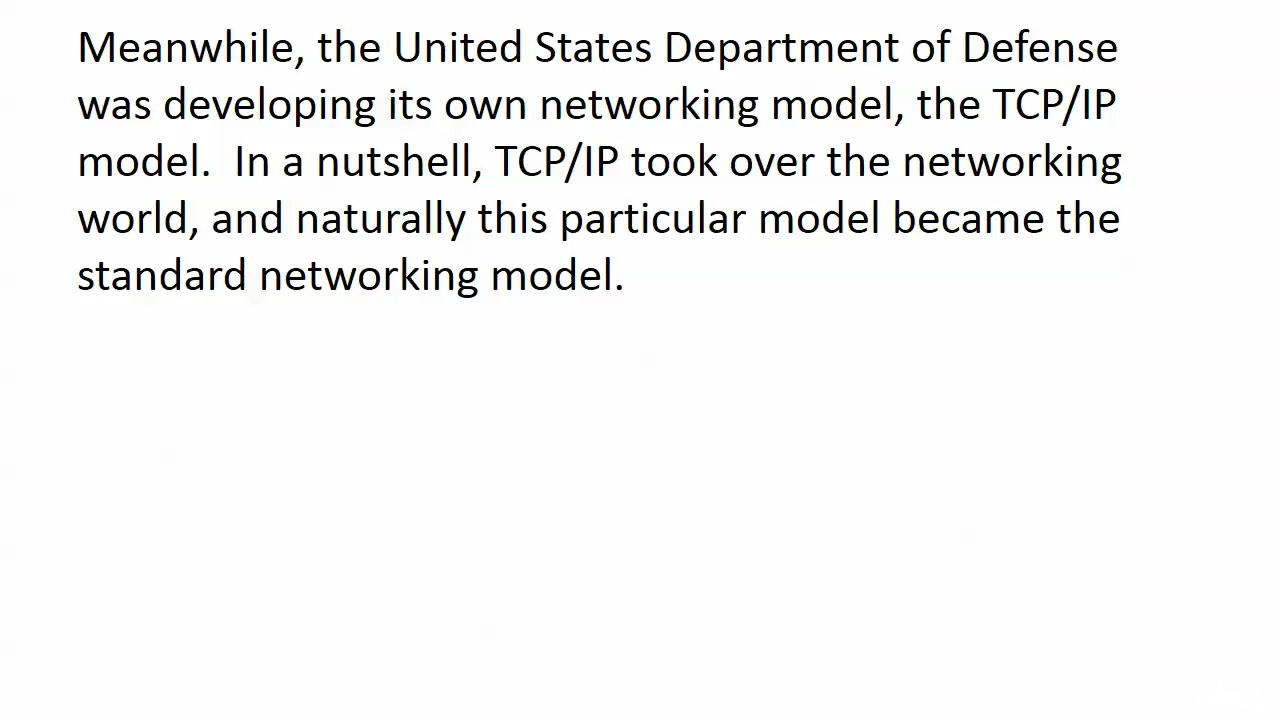 Meanwhile, the United States Department of Defense
was developing its own networking model, the TCP/IP
model.  In a nutshell, TCP/IP took over the networking
world, and naturally this particular model became the
standard networking model.